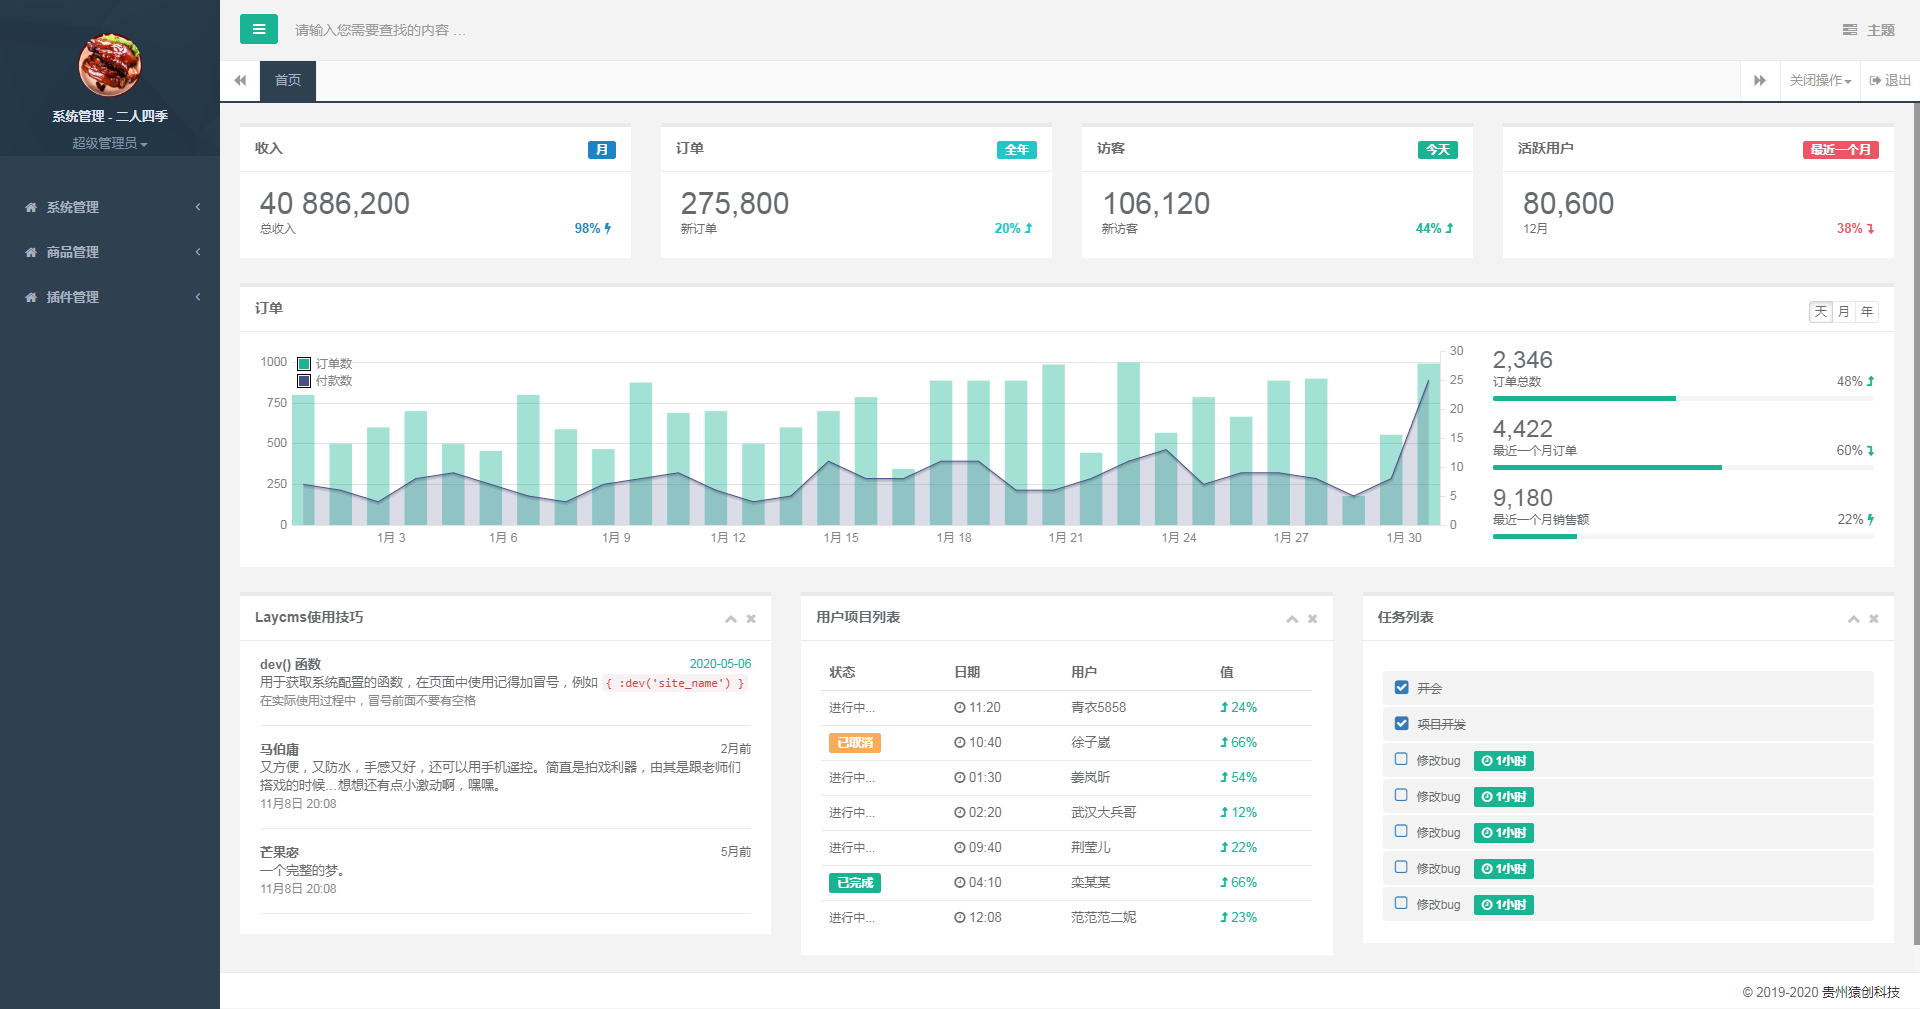 请输入您需要查找的内容 …
主题
首页
关闭操作
退出
系统管理 - 二人四季
超级管理员
系统管理
商品管理
插件管理
收入
月
40 886,200
总收入
98%
订单
全年
275,800
新订单
20%
访客
今天
106,120
新访客
44%
活跃用户
最近一个月
80,600
12月
38%
订单
天 月 年
订单数
付款数
1000
750
500
250
0
30
25
20
15
10
5
0
1月 3
1月 6
1月 9
1月 12
1月 15
1月 18
1月 21
1月 24
1月 27
1月 30
2,346
订单总数
48%
4,422
最近一个月订单
60%
9,180
最近一个月销售额
22%
Laycms使用技巧
dev() 函数
2020-05-06
用于获取系统配置的函数，在页面中使用记得加冒号，例如 { :dev('site_name') }
在实际使用过程中，冒号前面不要有空格
马伯庸
2月前
又方便，又防水，手感又好，还可以用手机遥控。简直是拍戏利器，由其是跟老师们
搭戏的时候…想想还有点小激动啊，嘿嘿。
11月8日 20:08
芒果宓
5月前
一个完整的梦。
11月8日 20:08
用户项目列表
状态 日期 用户 值
进行中... 11:20 青衣5858 24%
已取消 10:40 徐子崴 66%
进行中... 01:30 姜岚昕 54%
进行中... 02:20 武汉大兵哥 12%
进行中... 09:40 荆莹儿 22%
已完成 04:10 栾某某 66%
进行中... 12:08 范范范二妮 23%
任务列表
开会
项目开发
修改bug 1小时
修改bug 1小时
修改bug 1小时
修改bug 1小时
修改bug 1小时
© 2019-2020 贵州猿创科技